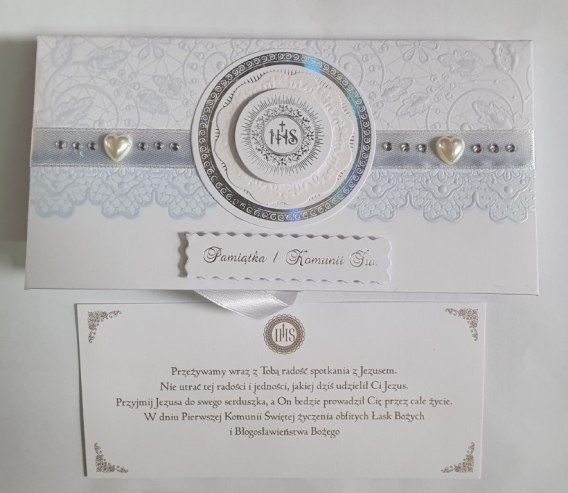 IHS
Pamiątka I Komunii Św.
IHS
Przeżywamy wraz z Tobą radość spotkania z Jezusem.
Nie utrać tej radości i jedności, jakiej dziś udzielił Ci Jezus.
Przyjmij Jezusa do swego serduszka, a On bedzie prowadził Cię przez całe życie.
W dniu Pierwszej Komunii Świętej życzenia obfitych Łask Bożych
i Błogosławieństwa Bożego